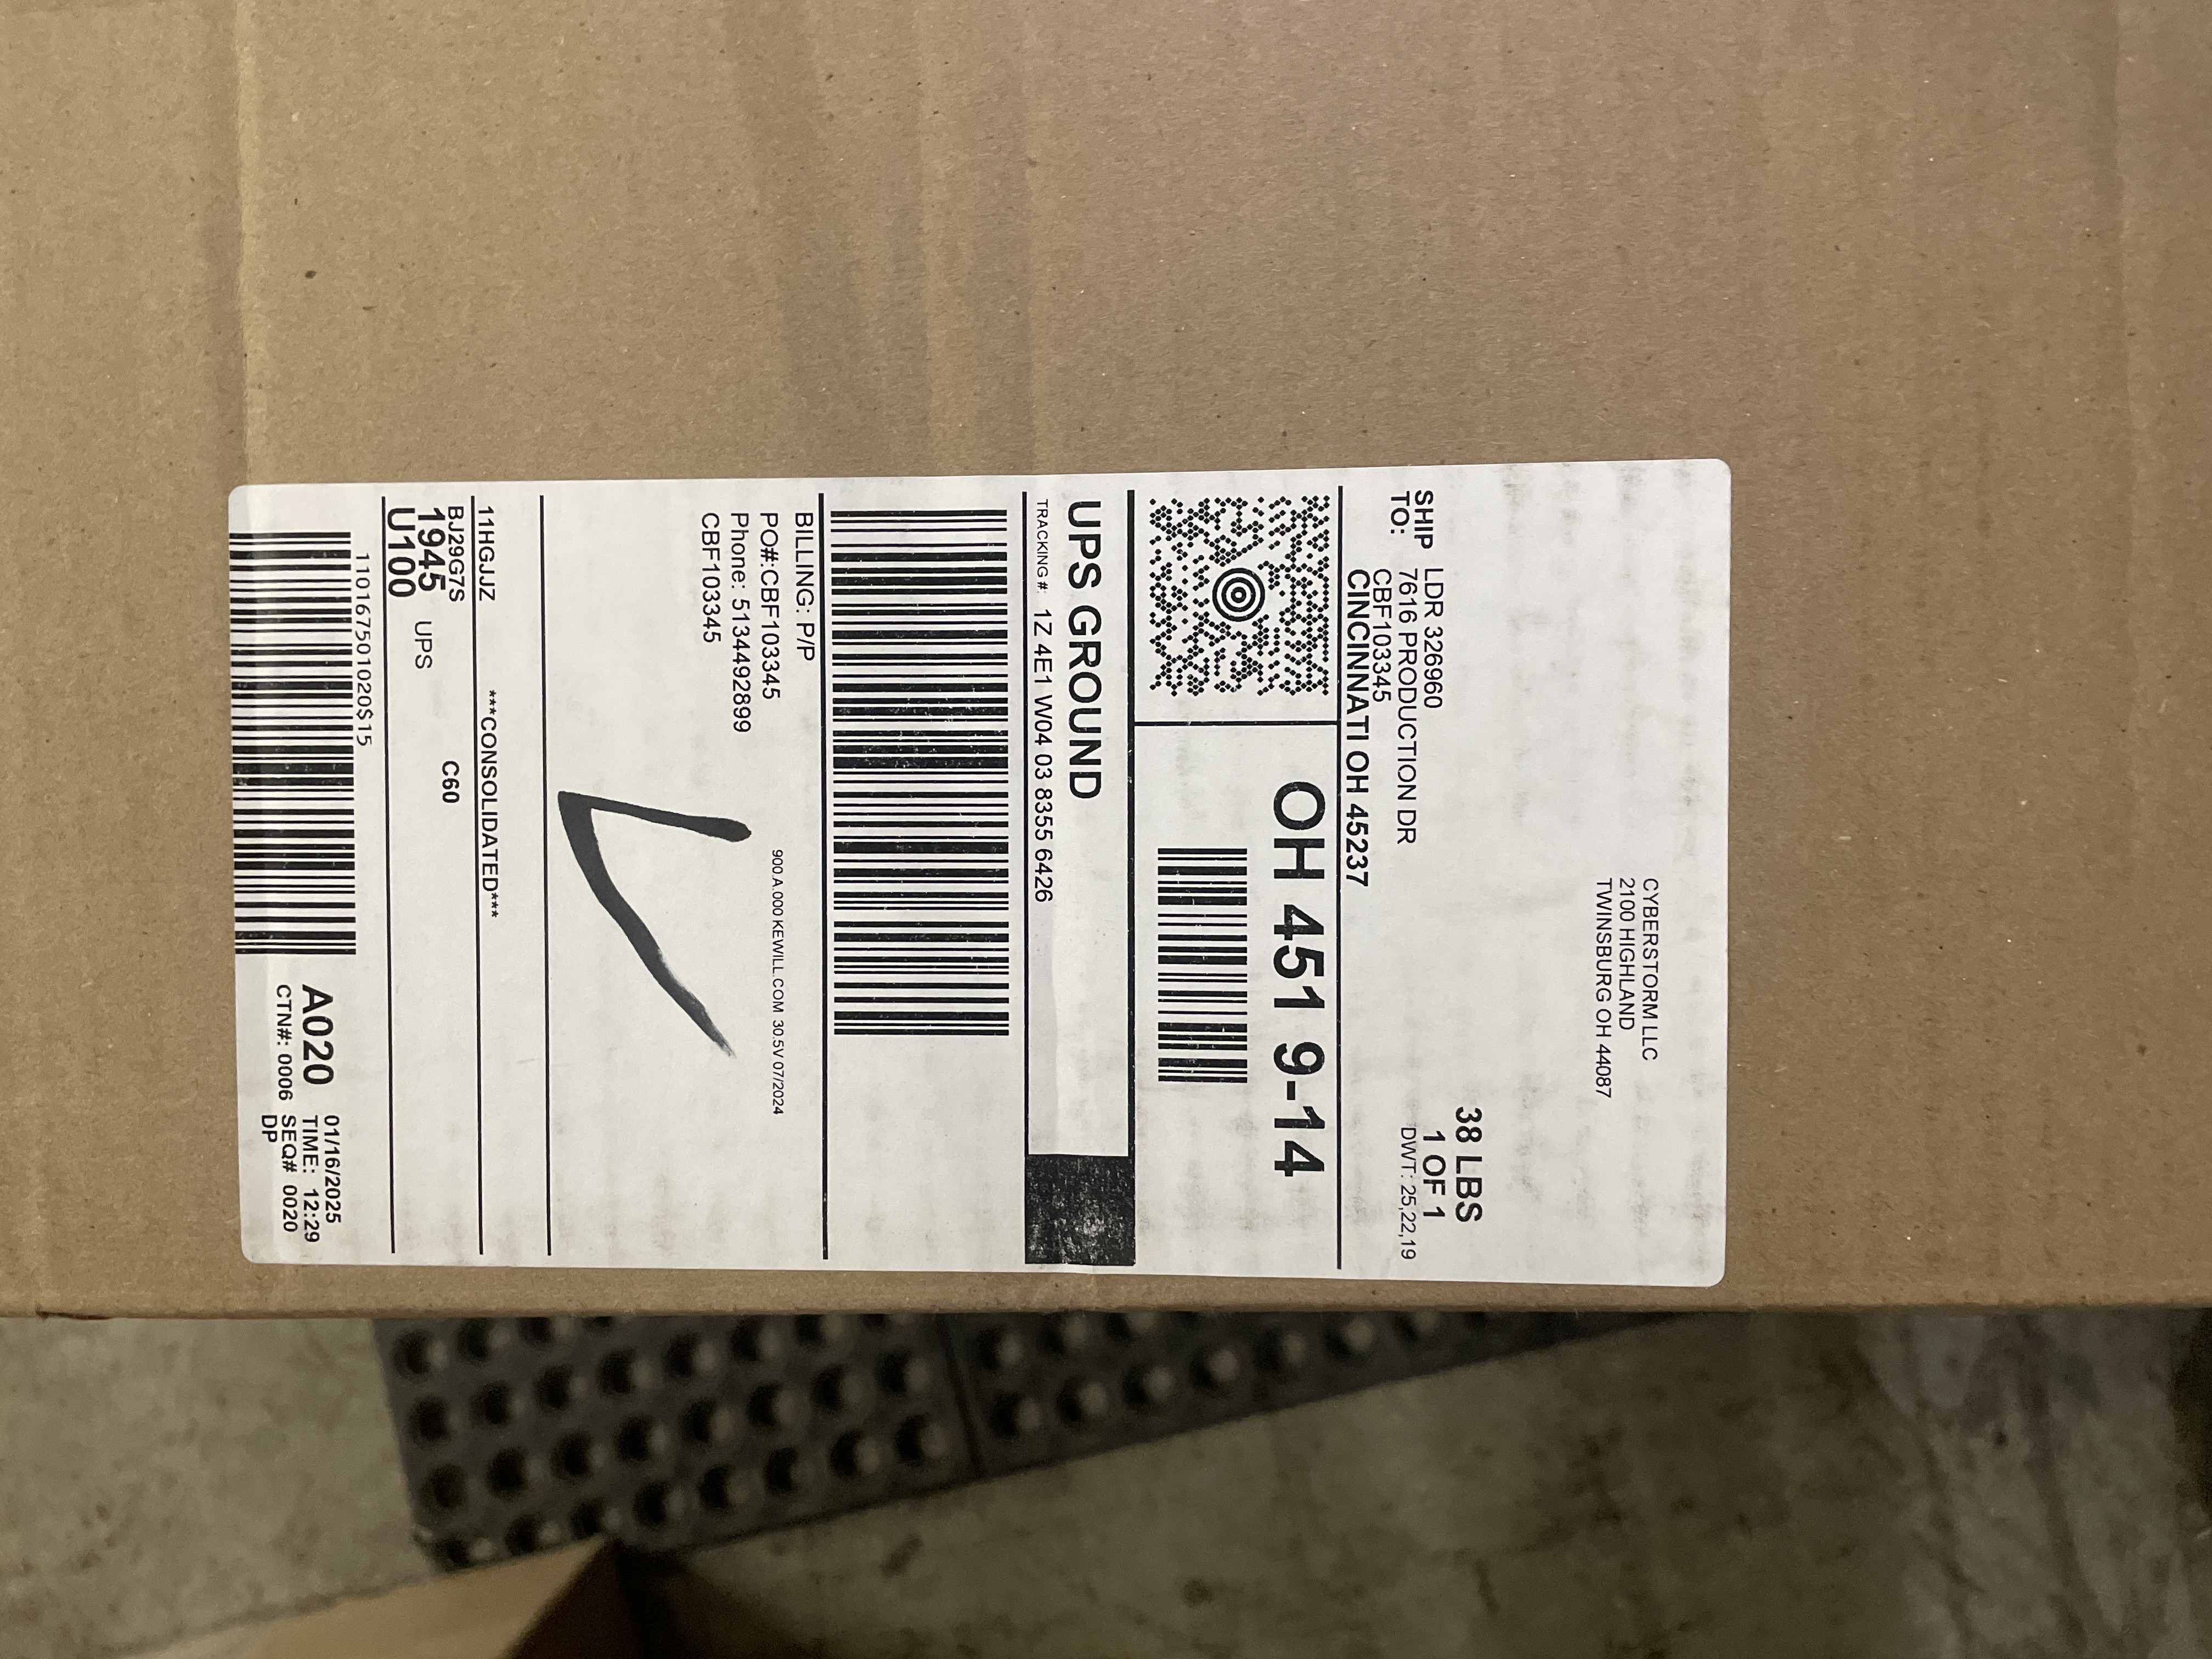 CYBERSTORM LLC
2100 HIGHLAND
TWINSBURG OH 44087
38 LBS
1 OF 1
DWT: 25,22,19
SHIP TO:
LDR 326960
7616 PRODUCTION DR
CBF103345
CINCINNATI OH 45237
OH 451 9-14
UPS GROUND
TRACKING #: 1Z 4E1 W04 03 8355 6426
BILLING: P/P
PO#:CBF103345
Phone: 5134492899
CBF103345
900.A.000 KEWILL.COM 30.5V 07/2024
11HGJJZ
***CONSOLIDATED***
BJ29G7S
C60
1945 UPS
U100
110167501020$15
A020
CTN#: 0006
01/16/2025
TIME: 12:29
SEQ# 0020
DP